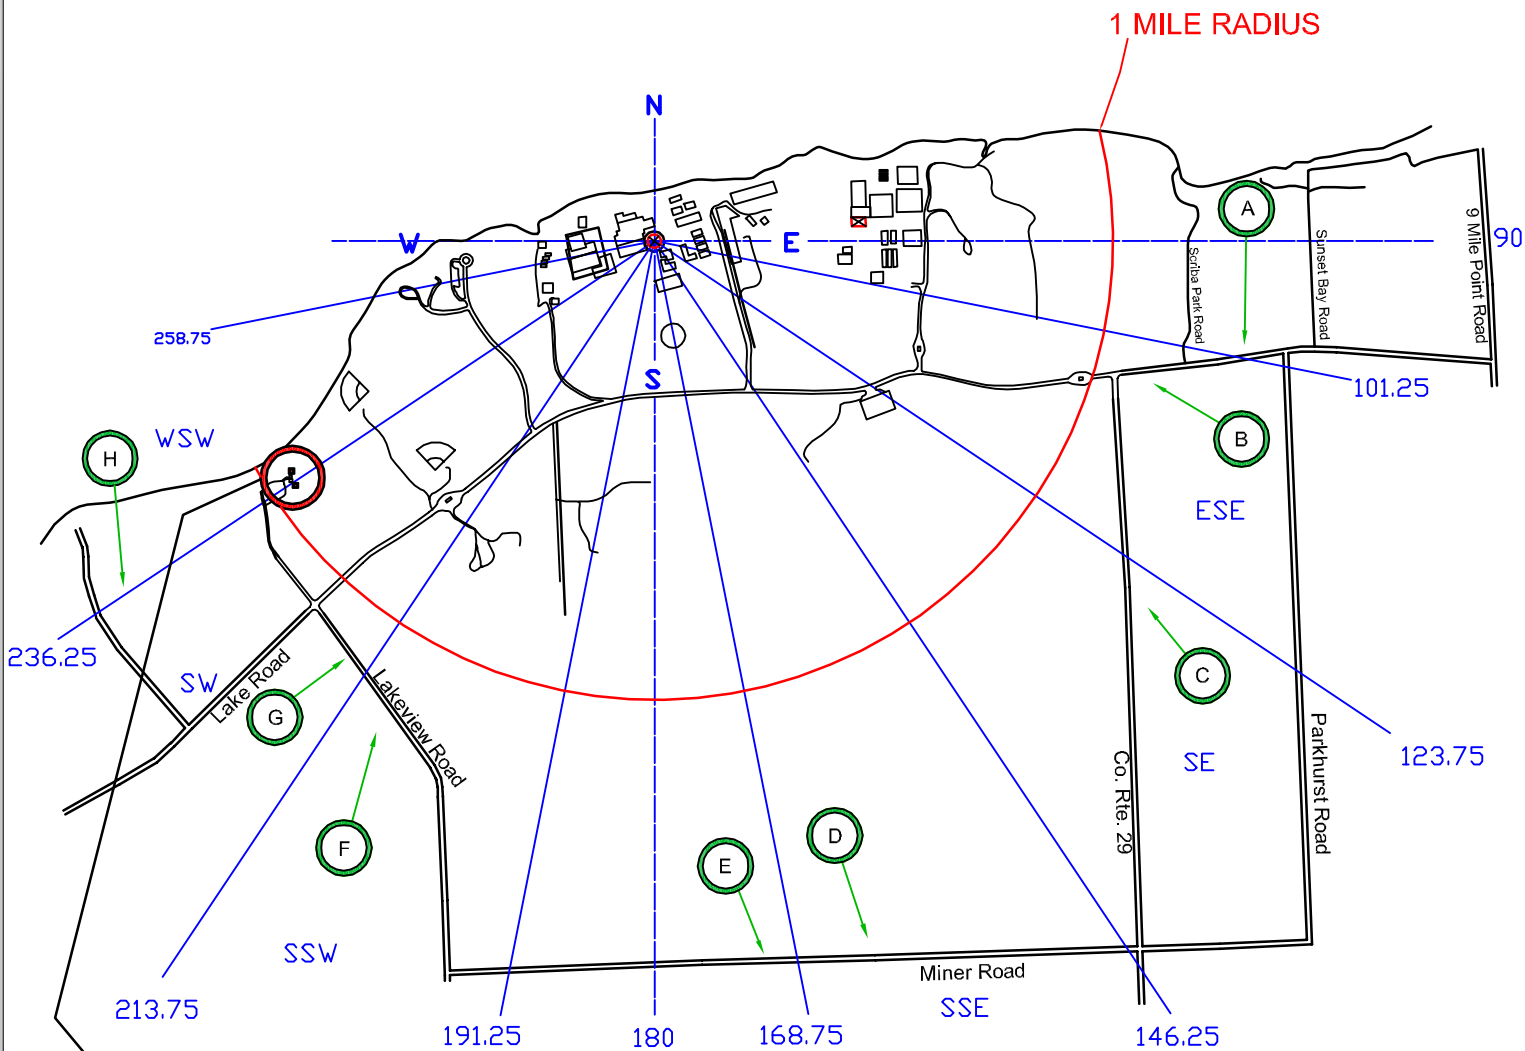 1 MILE RADIUS
N
A
W
E
90
9 Mile Point Road
Sunset Bay Road
Scriba Park Road
258.75
S
101.25
WSW
H
B
ESE
236.25
SW
Lake Road
G
Lakeview Road
C
SE
123.75
Parkhurst Road
Co. Rte. 29
F
E
D
SSW
Miner Road
SSE
213.75
191.25
180
168.75
146.25